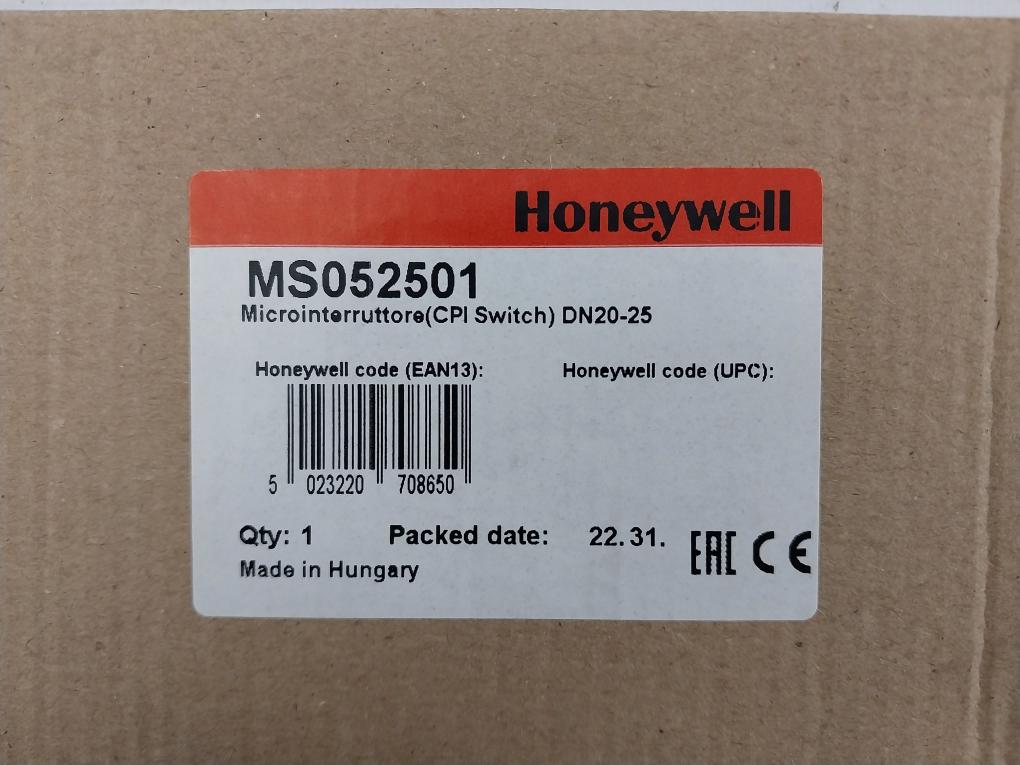 Honeywell
MS052501
Microinterruttore(CPI Switch) DN20-25
Honeywell code (EAN13): Honeywell code (UPC):
5 023220 708650
Qty: 1 Packed date: 22.31.
Made in Hungary
EAC CE